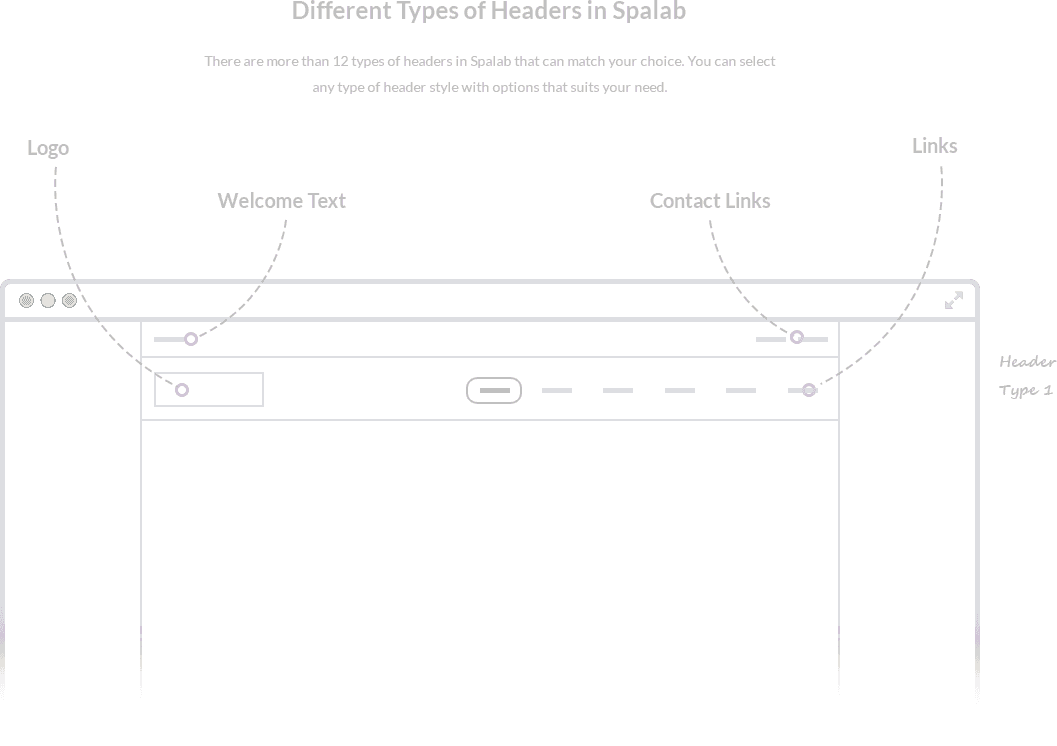 Different Types of Headers in Spalab
There are more than 12 types of headers in Spalab that can match your choice. You can select
any type of header style with options that suits your need.
Logo
Links
Welcome Text
Contact Links
Header
Type 1